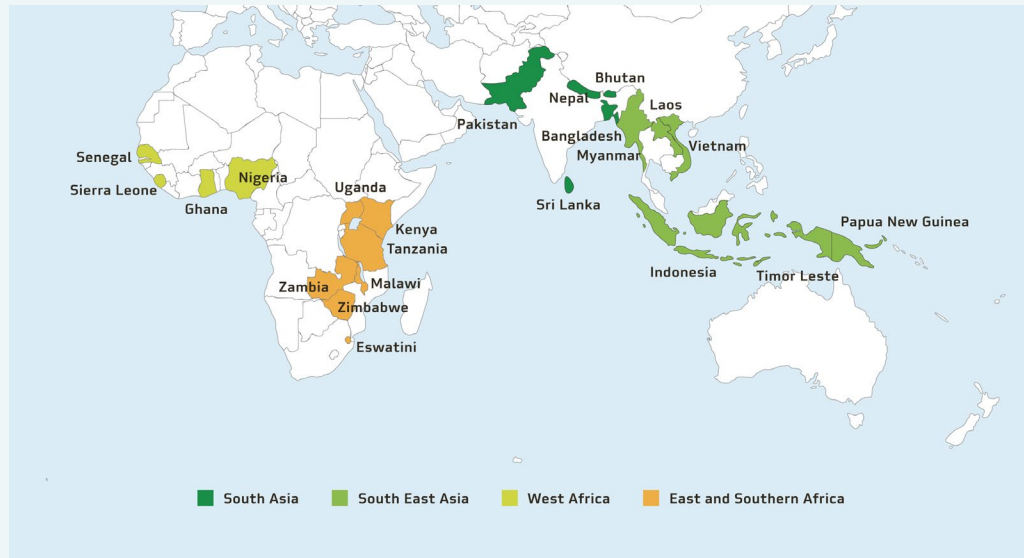 Bhutan
Nepal
Laos
Pakistan
Bangladesh
Vietnam
Myanmar
Senegal
Nigeria
Sierra Leone
Uganda
Ghana
Sri Lanka
Papua New Guinea
Kenya
Tanzania
Indonesia
Timor Leste
Zambia
Malawi
Zimbabwe
Eswatini
South Asia
South East Asia
West Africa
East and Southern Africa